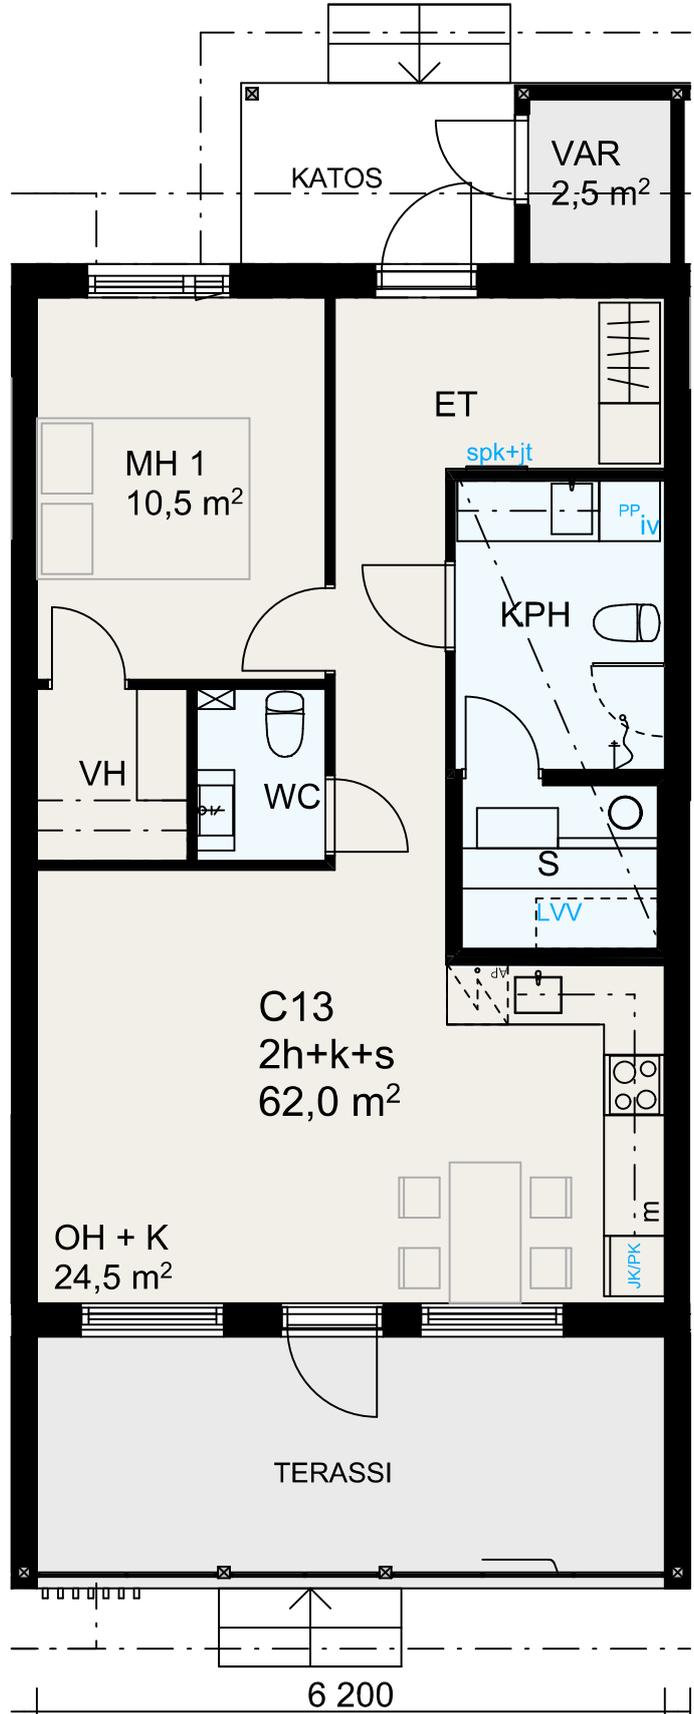 KATOS
VAR
2,5 m²
ET
spk+jt
MH 1
10,5 m²
PP
iv
KPH
VH
WC
S
LVV
AP
C13
2h+k+s
62,0 m²
m
OH + K
24,5 m²
JK/PK
TERASSI
6 200